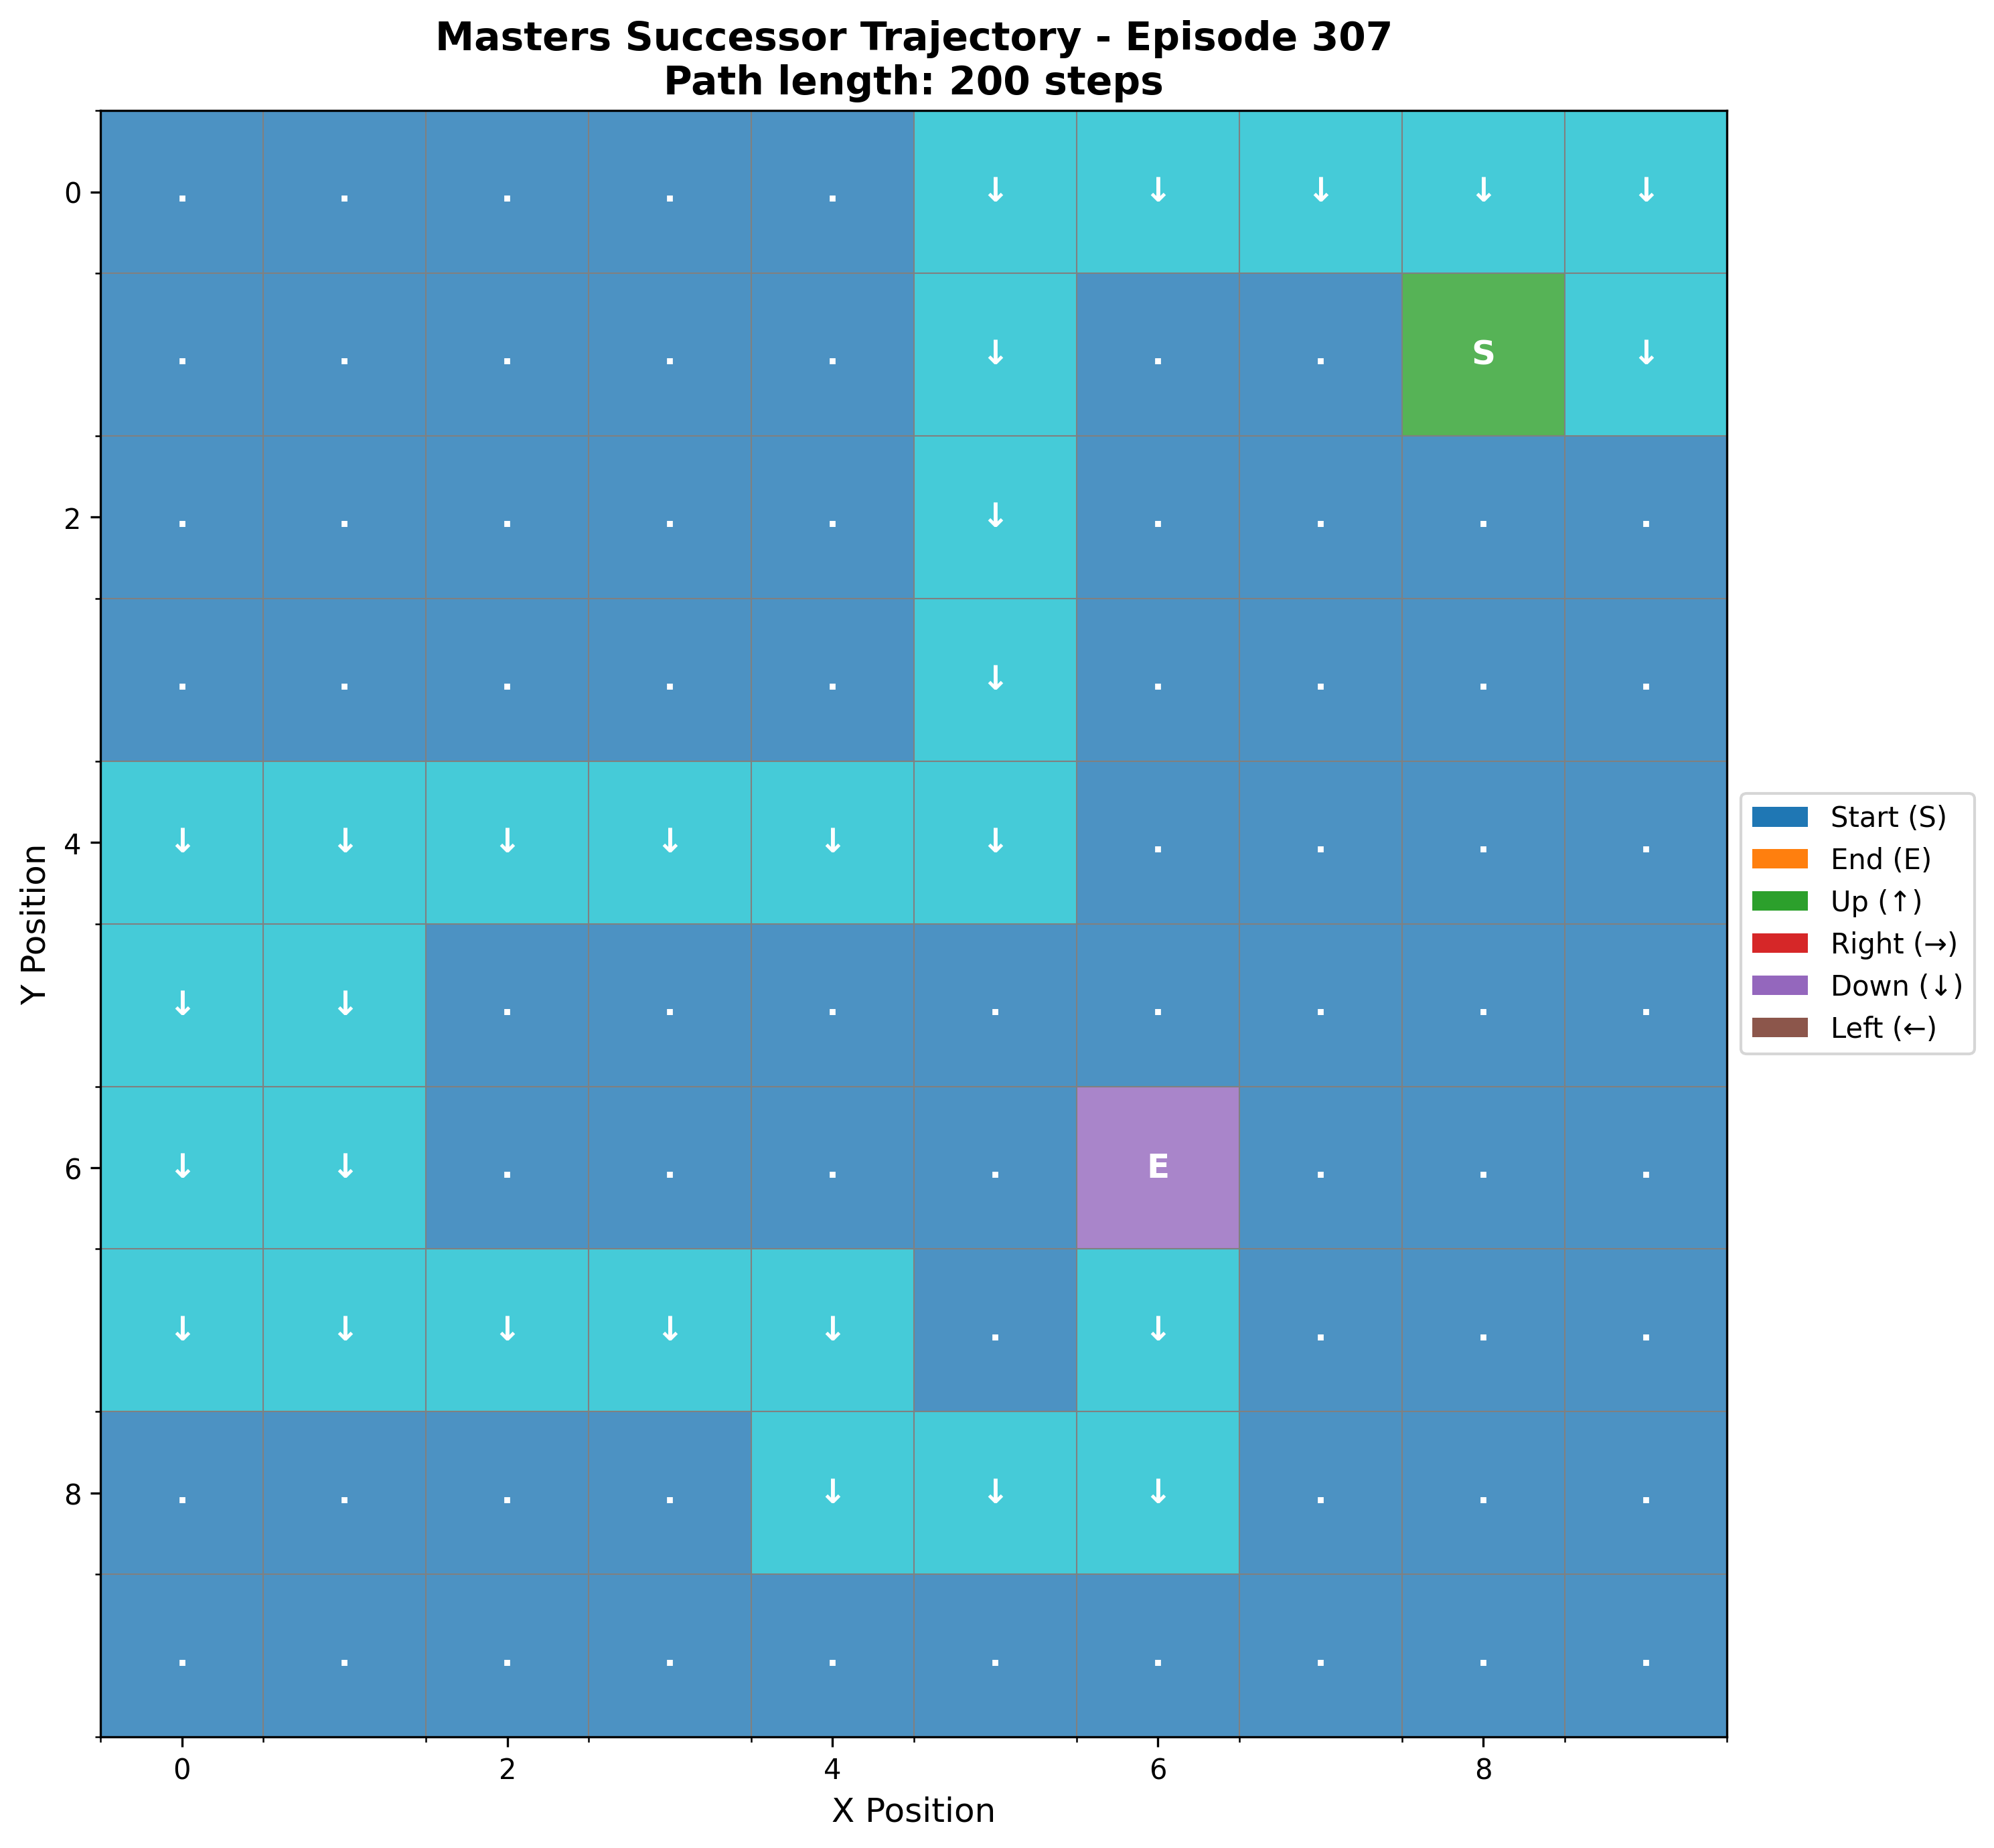 Masters Successor Trajectory - Episode 307
Path length: 200 steps
0 . . . . . ↓ ↓ ↓ ↓ ↓
. . . . . ↓ . . S ↓
2 . . . . . ↓ . . . .
. . . . . ↓ . . . .
4 ↓ ↓ ↓ ↓ ↓ ↓ . . . .
↓ ↓ . . . . . . . .
6 ↓ ↓ . . . . E . . .
↓ ↓ ↓ ↓ ↓ . ↓ . . .
8 . . . . ↓ ↓ ↓ . . .
. . . . . . . . . .
0 2 4 6 8
X Position
Y Position
Start (S)
End (E)
Up (↑)
Right (→)
Down (↓)
Left (←)